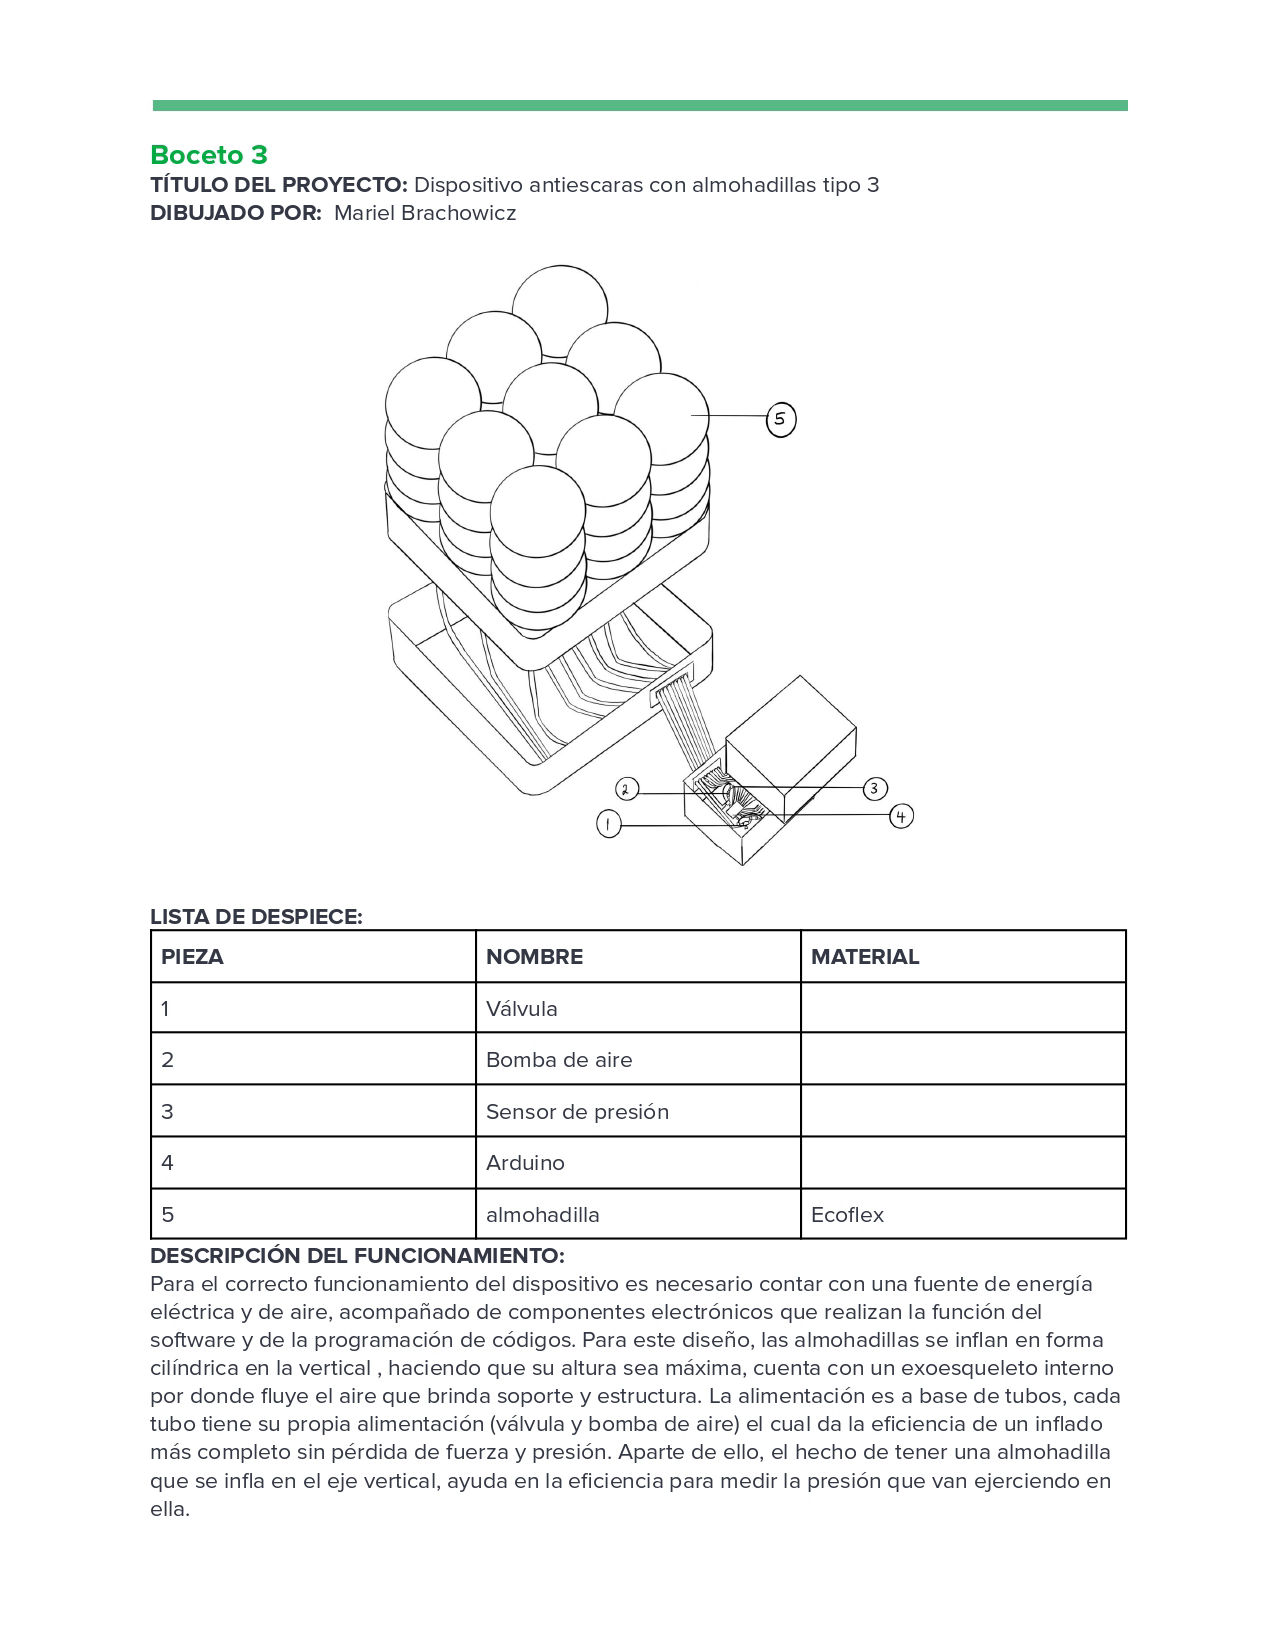 Boceto 3
TÍTULO DEL PROYECTO: Dispositivo antiescaras con almohadillas tipo 3
DIBUJADO POR: Mariel Brachowicz
5
2
3
1
4
LISTA DE DESPIECE:
PIEZA NOMBRE MATERIAL
1 Válvula
2 Bomba de aire
3 Sensor de presión
4 Arduino
5 almohadilla Ecoflex
DESCRIPCIÓN DEL FUNCIONAMIENTO:
Para el correcto funcionamiento del dispositivo es necesario contar con una fuente de energía
eléctrica y de aire, acompañado de componentes electrónicos que realizan la función del
software y de la programación de códigos. Para este diseño, las almohadillas se inflan en forma
cilíndrica en la vertical , haciendo que su altura sea máxima, cuenta con un exoesqueleto interno
por donde fluye el aire que brinda soporte y estructura. La alimentación es a base de tubos, cada
tubo tiene su propia alimentación (válvula y bomba de aire) el cual da la eficiencia de un inflado
más completo sin pérdida de fuerza y presión. Aparte de ello, el hecho de tener una almohadilla
que se infla en el eje vertical, ayuda en la eficiencia para medir la presión que van ejerciendo en
ella.